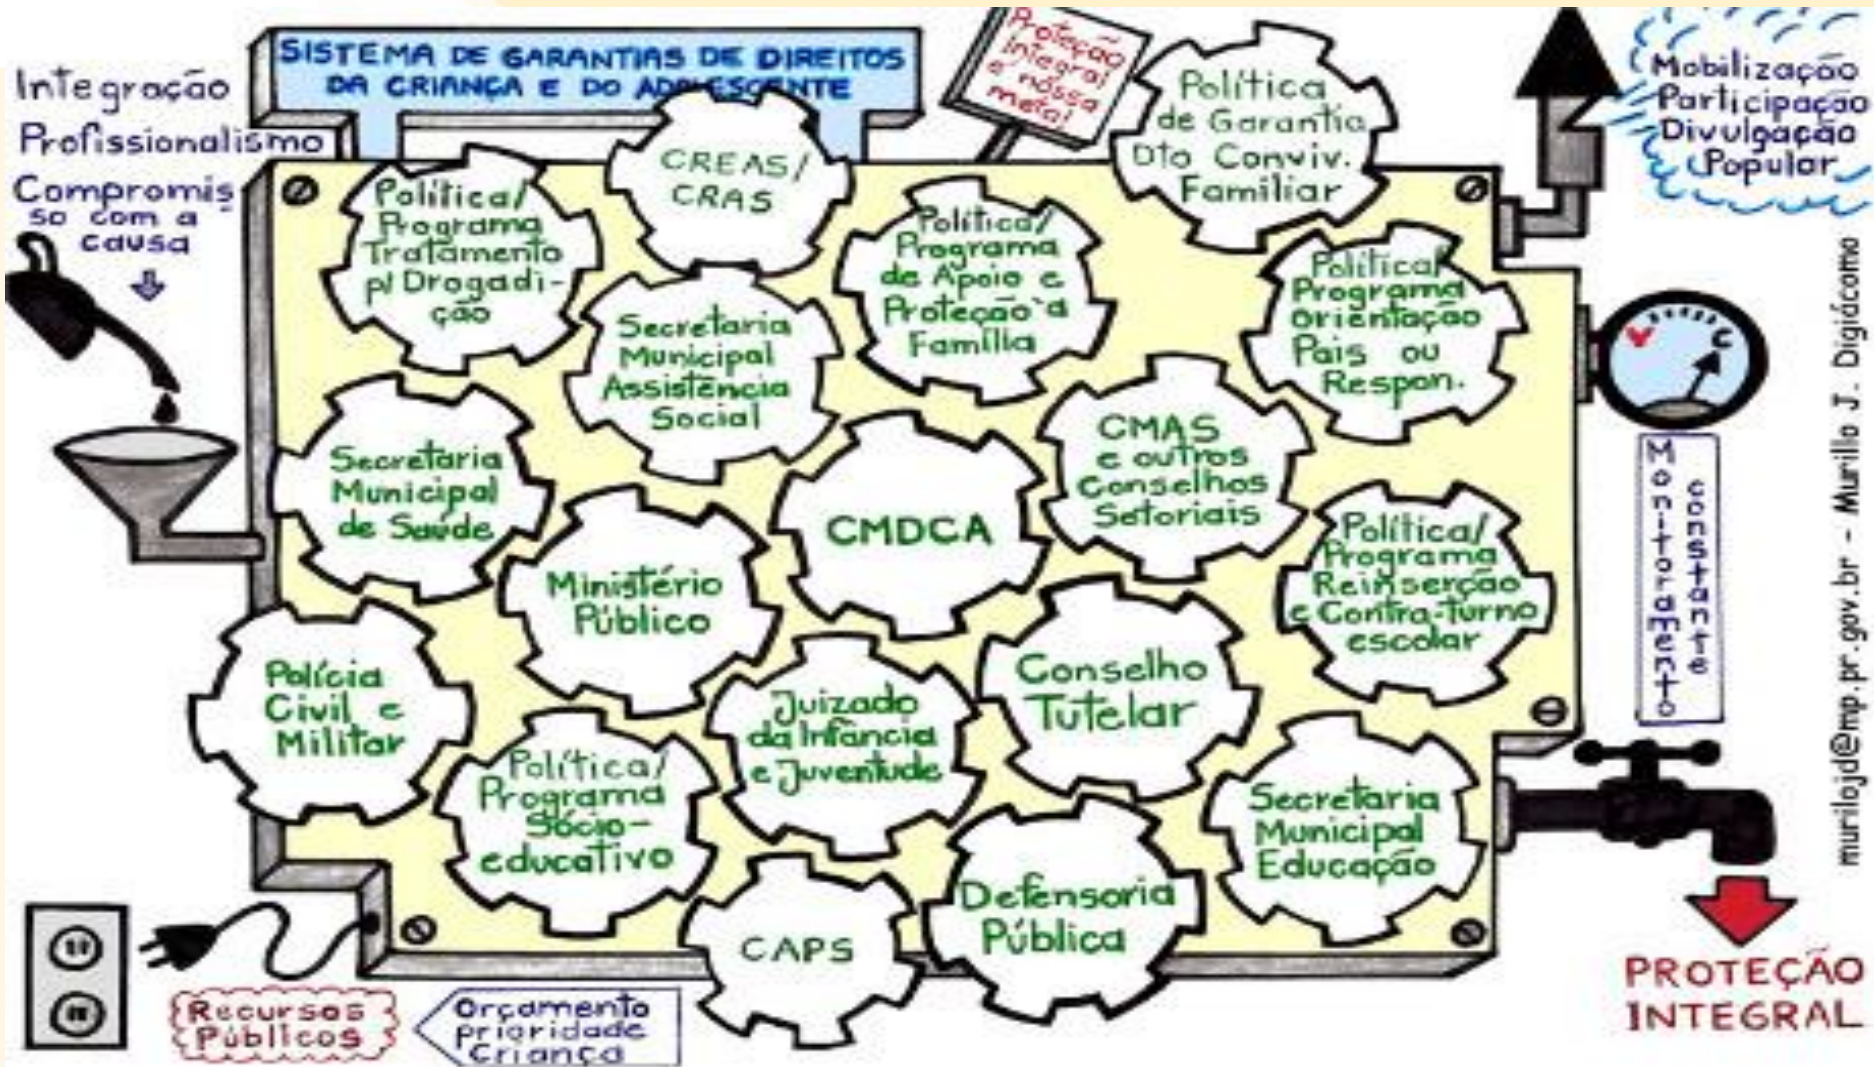 SISTEMA DE GARANTIAS DE DIREITOS
DA CRIANÇA E DO ADOLESCENTE
Proteção
integral
é nóssa
meta!
Política
de Garantia
Dto Conviv.
Familiar
Mobilização
Participação
Divulgação
Popular
Integração
Profissionalismo
Compromis
so com a
causa
CREAS/
CRAS
Política/
Programa
Tratamento
p/ Drogadi-
ção
Política/
Programa
de Apoio e
Proteção à
Família
Política/
Programa
Orientação
Pais ou
Respon.
Secretaria
Municipal
Assistência
Social
CMAS
e outros
Conselhos
Setoriais
Secretaria
Municipal
de Saúde
CMDCA
Ministério
Público
Política/
Programa
Reinserção
e Contra-turno
escolar
Monitoramento
constante
Polícia
Civil e
Militar
Juizado
da Infância
e Juventude
Conselho
Tutelar
Política/
Programa
Sócio-
educativo
Secretaria
Municipal
Educação
CAPS
Defensoria
Pública
Recursos
Públicos
Orçamento
prioridade
Criança
PROTEÇÃO
INTEGRAL
murilojd@mp.pr.gov.br - Murillo J. Digiácomo